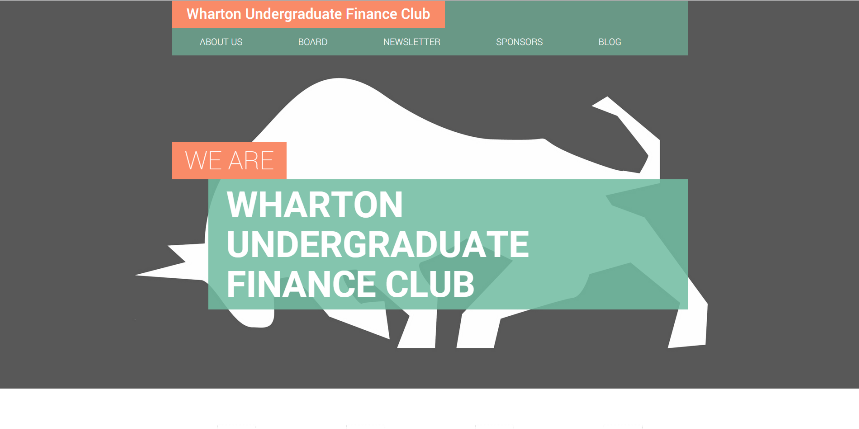 Wharton Undergraduate Finance Club
ABOUT US BOARD NEWSLETTER SPONSORS BLOG
WE ARE
WHARTON
UNDERGRADUATE
FINANCE CLUB